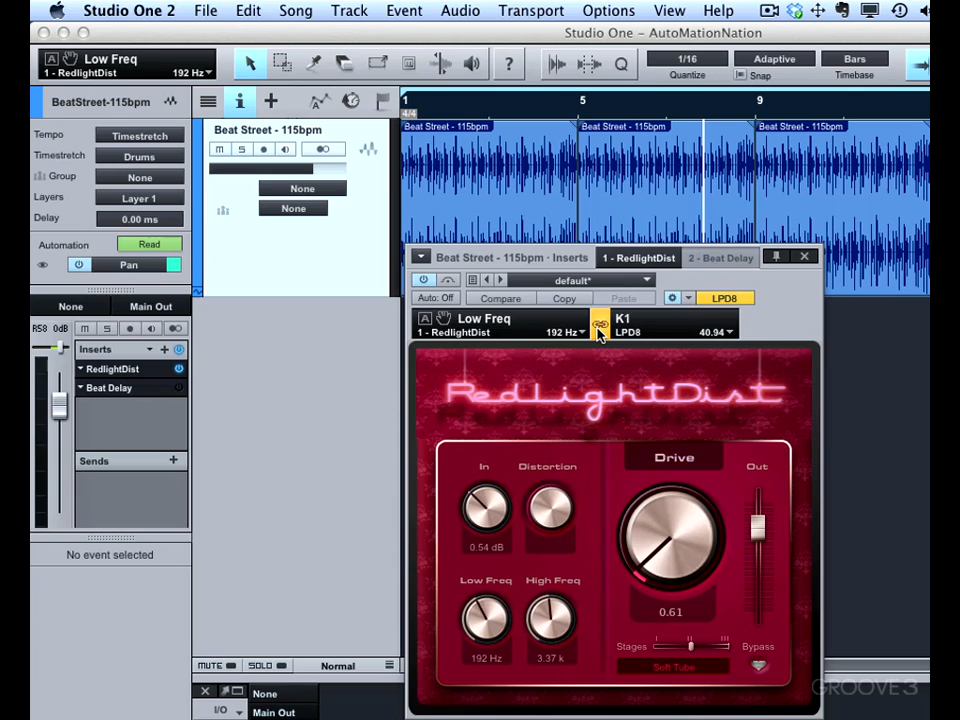 Studio One 2 File Edit Song Track Event Audio Transport Options View Help
Studio One - AutoMationNation
A Low Freq
1 - RedlightDist 192 Hz
?
Q
1/16
Quantize
Adaptive
Snap
Bars
Timebase
BeatStreet-115bpm
1 5 9
4/4
Tempo Timestretch
Timestretch Drums
Group None
Layers Layer 1
Delay 0.00 ms
Automation Read
Pan
None Main Out
R58 0dB M S
Inserts
RedlightDist
Beat Delay
Sends
No event selected
Beat Street - 115bpm
M S
None
None
Beat Street - 115bpm Beat Street - 115bpm Beat Street - 115bpm
Beat Street - 115bpm - Inserts 1 - RedlightDist 2 - Beat Delay
default*
Auto: Off Compare Copy Paste LPD8
A Low Freq
1 - RedlightDist 192 Hz
K1
LPD8 40.94
RedLightDist
In Distortion
0.54 dB
Low Freq High Freq
192 Hz 3.37 k
Drive
0.61
Out
Stages I II III
Soft Tube
Bypass
MUTE SOLO Normal
None
I/O Main Out
GROOVE3